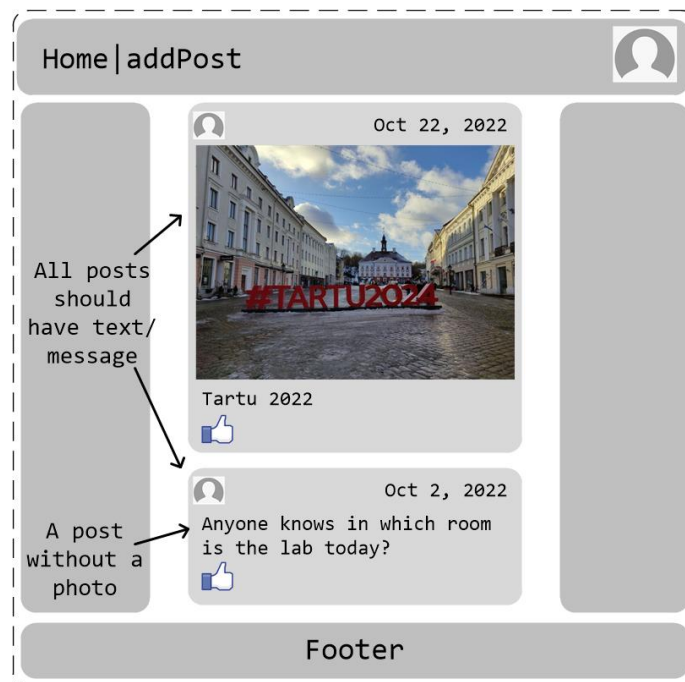 Home|addPost
Oct 22, 2022
#TARTU2024
Tartu 2022
All posts
should
have text/
message
Oct 2, 2022
Anyone knows in which room
is the lab today?
A post
without a
photo
Footer